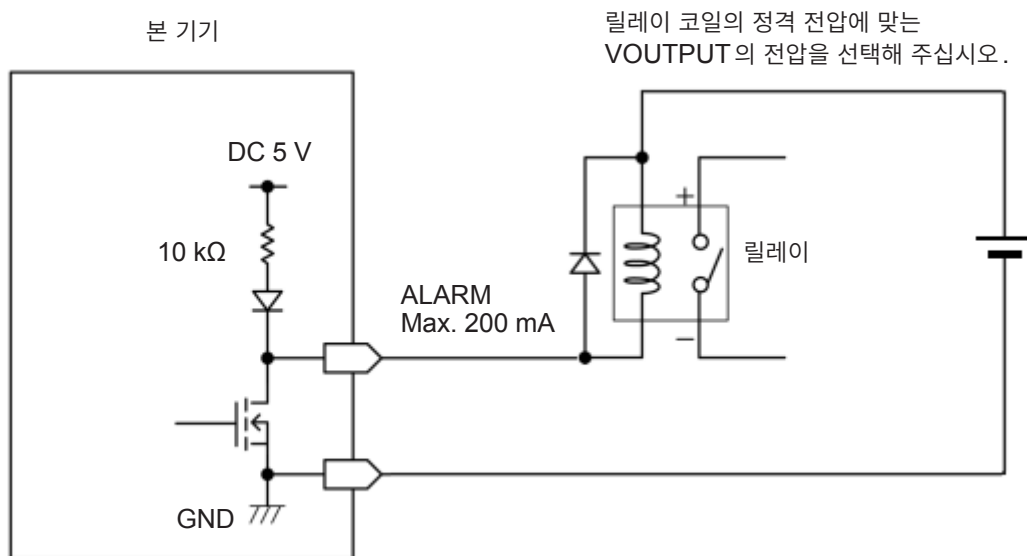 본 기기
릴레이 코일의 정격 전압에 맞는
VOUTPUT의 전압을 선택해 주십시오.
DC 5 V
10 kΩ
+
릴레이
ALARM
Max. 200 mA
−
GND